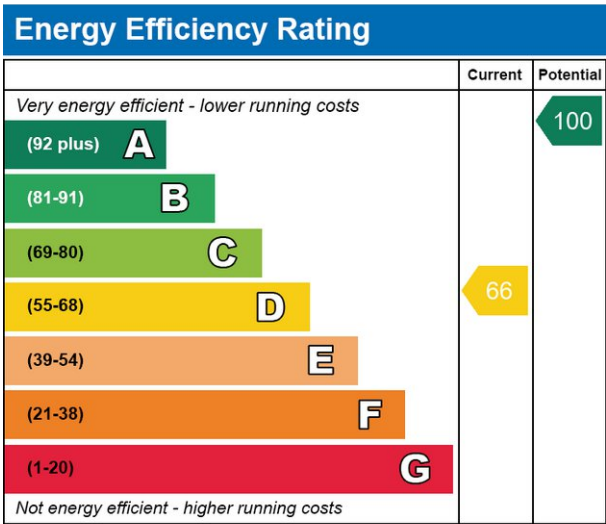 Energy Efficiency Rating
Current Potential
Very energy efficient - lower running costs
100
(92 plus) A
(81-91) B
(69-80) C
(55-68) D
66
(39-54) E
(21-38) F
(1-20) G
Not energy efficient - higher running costs